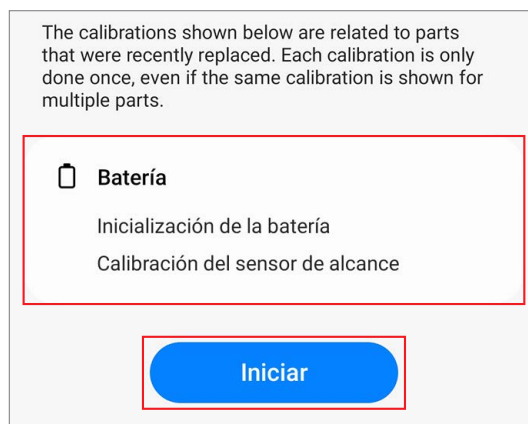 The calibrations shown below are related to parts
that were recently replaced. Each calibration is only
done once, even if the same calibration is shown for
multiple parts.
Batería
Inicialización de la batería
Calibración del sensor de alcance
Iniciar